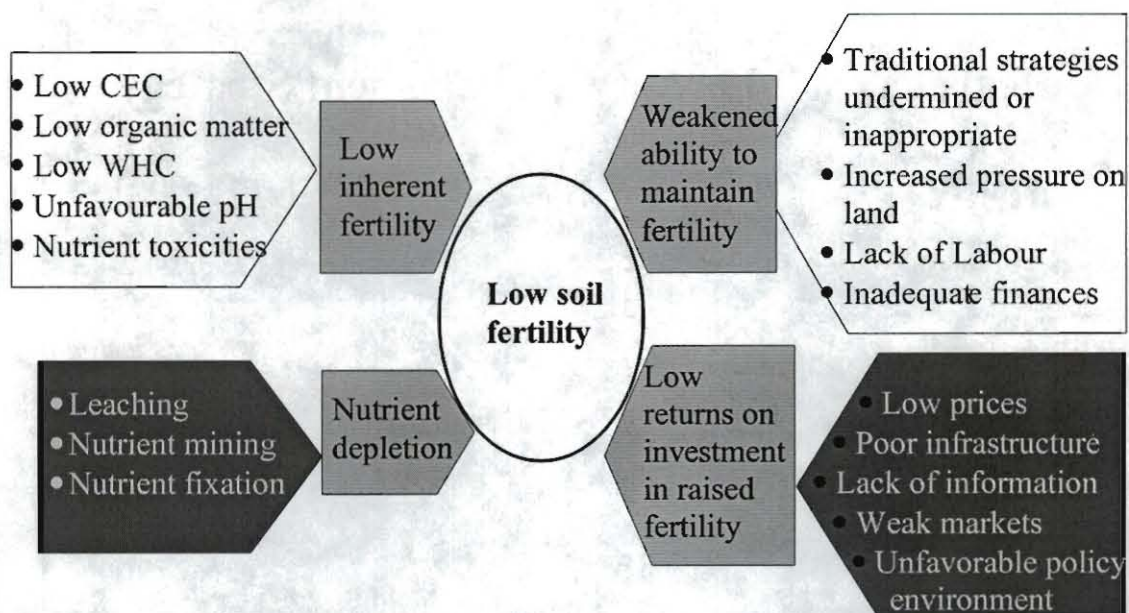 • Low CEC
• Low organic matter
• Low WHC
• Unfavourable pH
• Nutrient toxicities
Low
inherent
fertility
Weakened
ability to
maintain
fertility
• Traditional strategies
undermined or
inappropriate
• Increased pressure on
land
• Lack of Labour
• Inadequate finances
Low soil
fertility
• Leaching
• Nutrient mining
• Nutrient fixation
Nutrient
depletion
Low
returns on
investment
in raised
fertility
• Low prices
• Poor infrastructure
• Lack of information
• Weak markets
• Unfavorable policy
environment